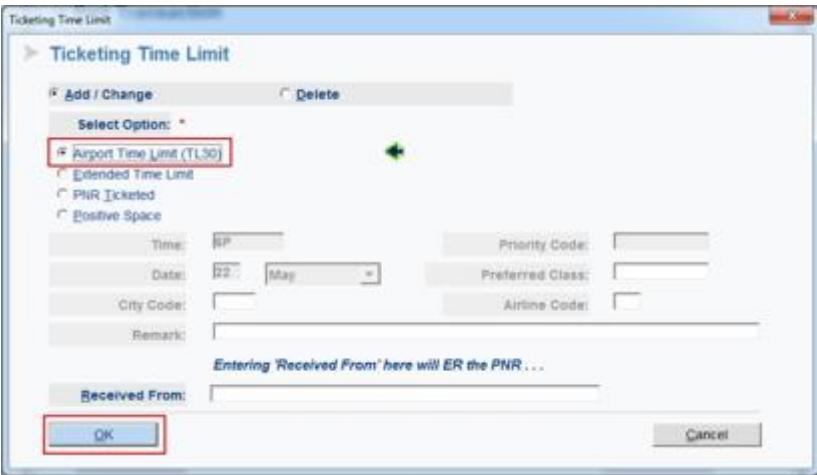 Ticketing Time Limit
Ticketing Time Limit
Add / Change Delete
Select Option: *
Airport Time Limit (TL30)
Extended Time Limit
PNR Ticketed
Positive Space
Time: 6P Priority Code:
Date: 22 May Preferred Class:
City Code: Airline Code:
Remark:
Entering 'Received From' here will ER the PNR . . .
Received From:
OK Cancel